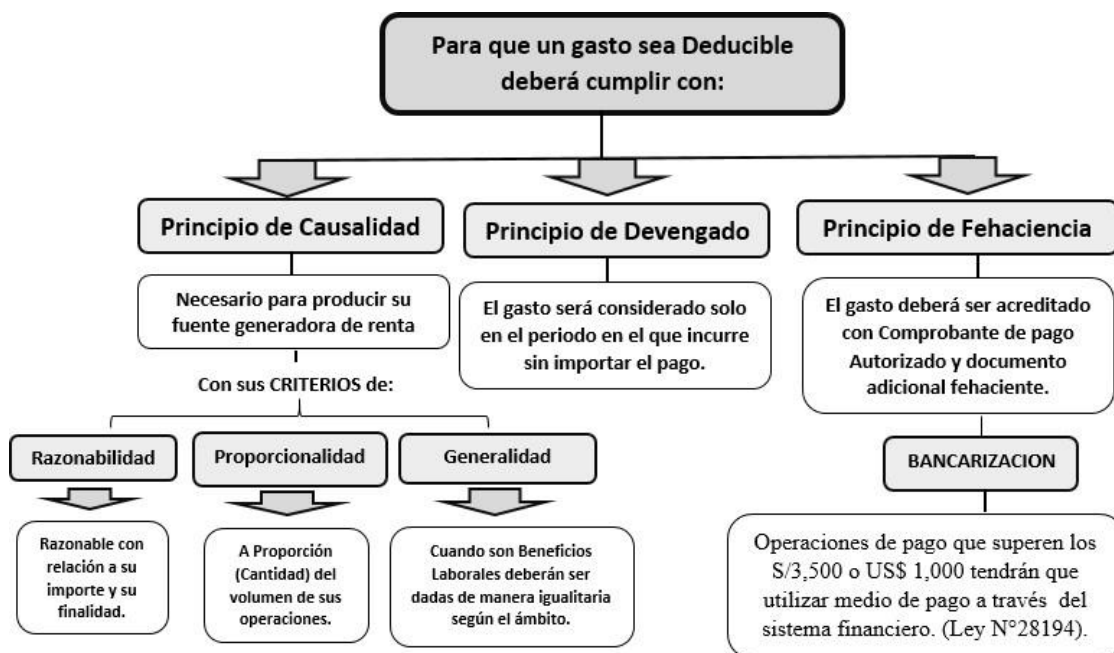 Para que un gasto sea Deducible
deberá cumplir con:
Principio de Causalidad
Principio de Devengado
Principio de Fehaciencia
Necesario para producir su
fuente generadora de renta
El gasto será considerado solo
en el periodo en el que incurre
sin importar el pago.
El gasto deberá ser acreditado
con Comprobante de pago
Autorizado y documento
adicional fehaciente.
Con sus CRITERIOS de:
Razonabilidad
Proporcionalidad
Generalidad
BANCARIZACION
Razonable con
relación a su
importe y su
finalidad.
A Proporción
(Cantidad) del
volumen de sus
operaciones.
Cuando son Beneficios
Laborales deberán ser
dadas de manera igualitaria
según el ámbito.
Operaciones de pago que superen los
S/3,500 o US$ 1,000 tendrán que
utilizar medio de pago a través del
sistema financiero. (Ley N°28194).